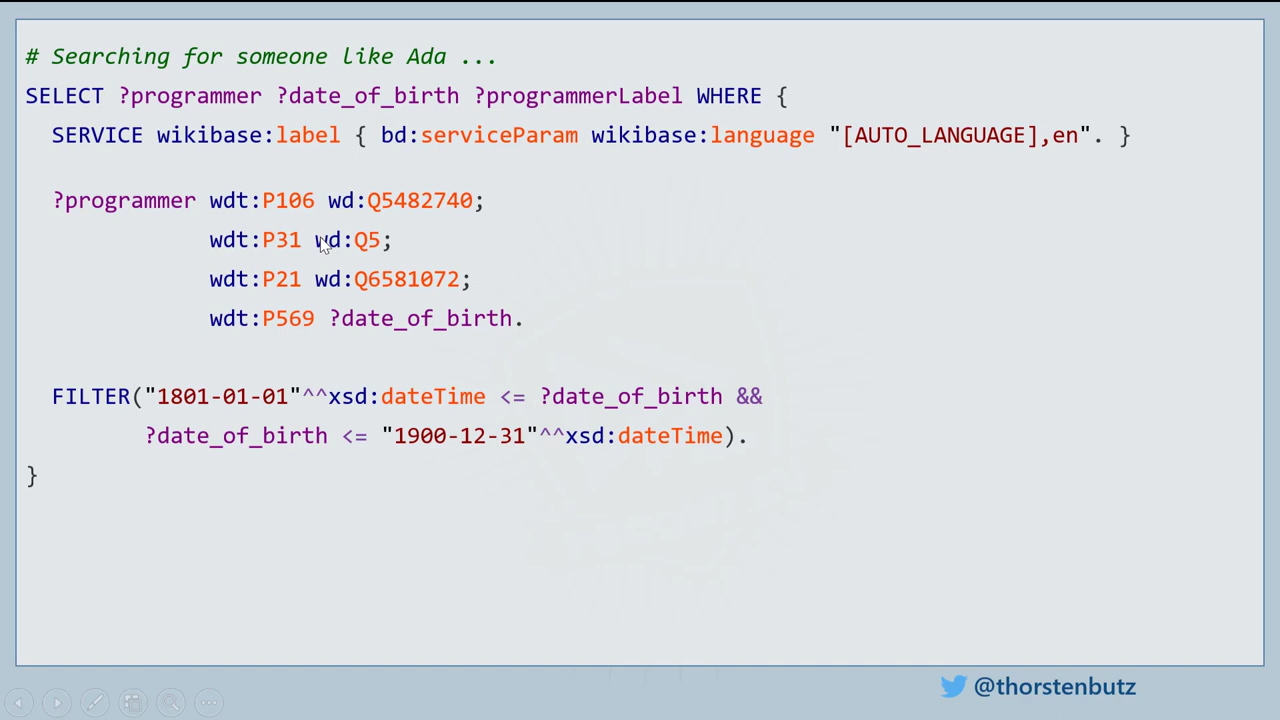 # Searching for someone like Ada ...
SELECT ?programmer ?date_of_birth ?programmerLabel WHERE {
SERVICE wikibase:label { bd:serviceParam wikibase:language "[AUTO_LANGUAGE],en". }
?programmer wdt:P106 wd:Q5482740;
wdt:P31 wd:Q5;
wdt:P21 wd:Q6581072;
wdt:P569 ?date_of_birth.
FILTER("1801-01-01"^^xsd:dateTime <= ?date_of_birth &&
?date_of_birth <= "1900-12-31"^^xsd:dateTime).
}
@thorstenbutz